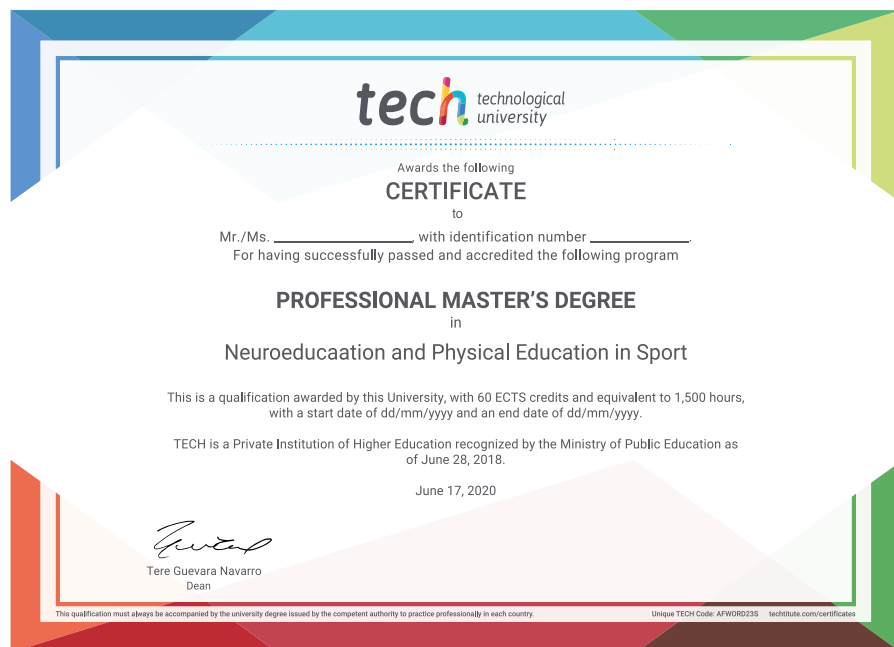 tech technological
university
Awards the following
CERTIFICATE
to
Mr./Ms. ____________________, with identification number ______________.
For having successfully passed and accredited the following program
PROFESSIONAL MASTER'S DEGREE
in
Neuroeducaation and Physical Education in Sport
This is a qualification awarded by this University, with 60 ECTS credits and equivalent to 1,500 hours,
with a start date of dd/mm/yyyy and an end date of dd/mm/yyyy.
TECH is a Private Institution of Higher Education recognized by the Ministry of Public Education as
of June 28, 2018.
June 17, 2020
Tere Guevara Navarro
Dean
This qualification must always be accompanied by the university degree issued by the competent authority to practice professionally in each country. Unique TECH Code: AFWORD23S techtitute.com/certificates